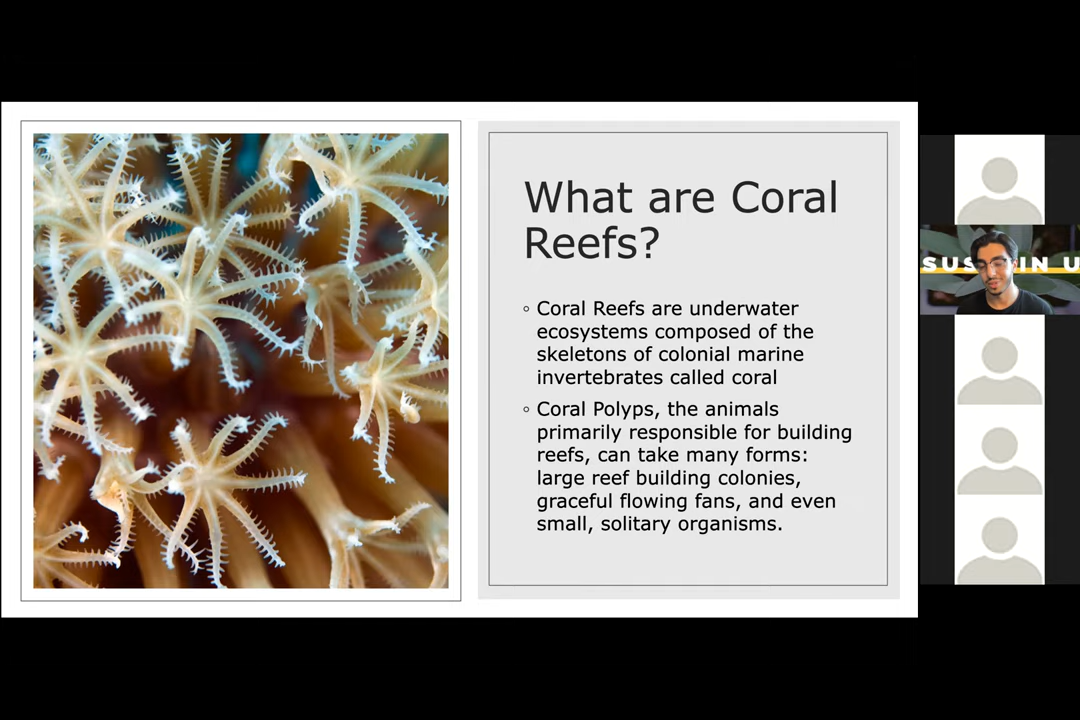 What are Coral
Reefs?
◦ Coral Reefs are underwater
ecosystems composed of the
skeletons of colonial marine
invertebrates called coral
◦ Coral Polyps, the animals
primarily responsible for building
reefs, can take many forms:
large reef building colonies,
graceful flowing fans, and even
small, solitary organisms.